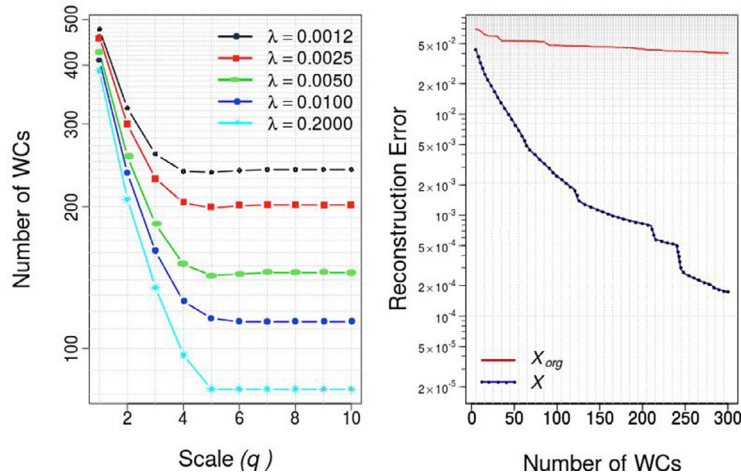 500
400
300
200
100
Number of WCs
λ = 0.0012
λ = 0.0025
λ = 0.0050
λ = 0.0100
λ = 0.2000
2 4 6 8 10
Scale (q)
Reconstruction Error
5×10⁻²
2×10⁻²
10⁻²
5×10⁻³
2×10⁻³
10⁻³
5×10⁻⁴
2×10⁻⁴
10⁻⁴
5×10⁻⁵
2×10⁻⁵
X org
X
0 50 100 150 200 250 300
Number of WCs